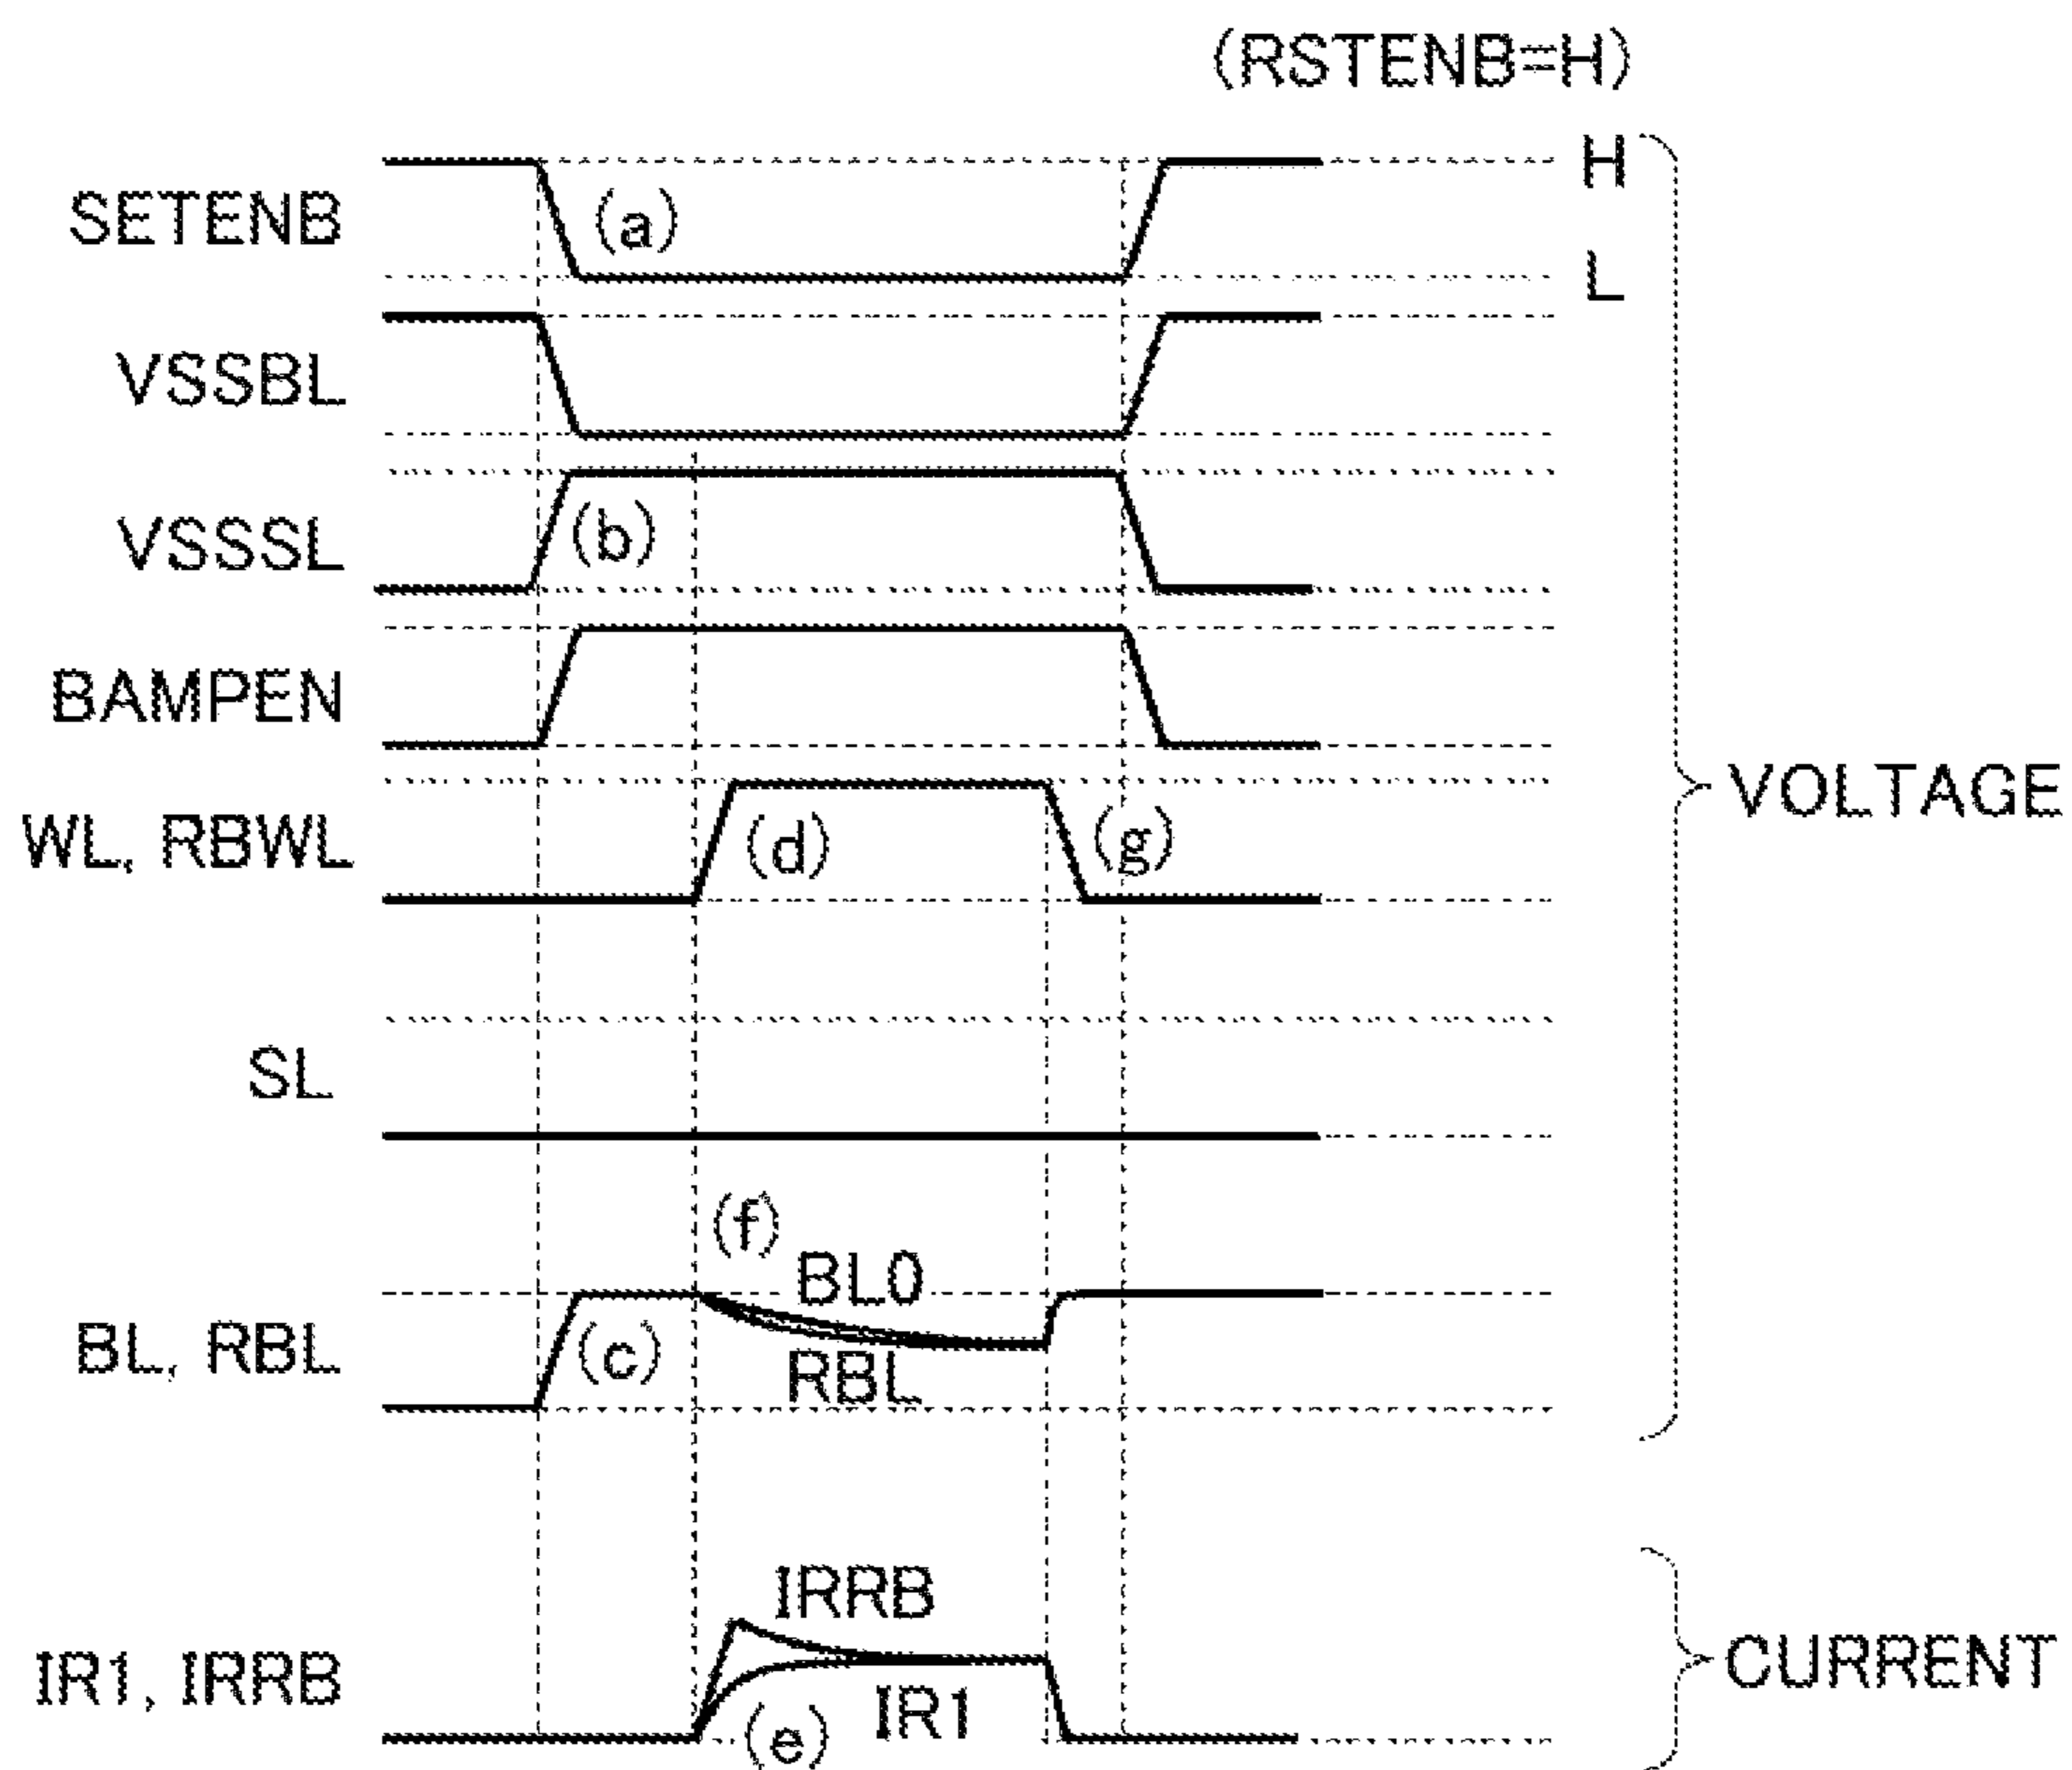 (RSTENB=H)
H
SETENB
(a)
L
VSSBL
VSSSL
(b)
BAMPEN
VOLTAGE
WL, RBWL
(d)
(g)
SL
(f)
BL0
BL, RBL
(c)
RBL
IRRB
IR1, IRRB
CURRENT
IR1
(e)